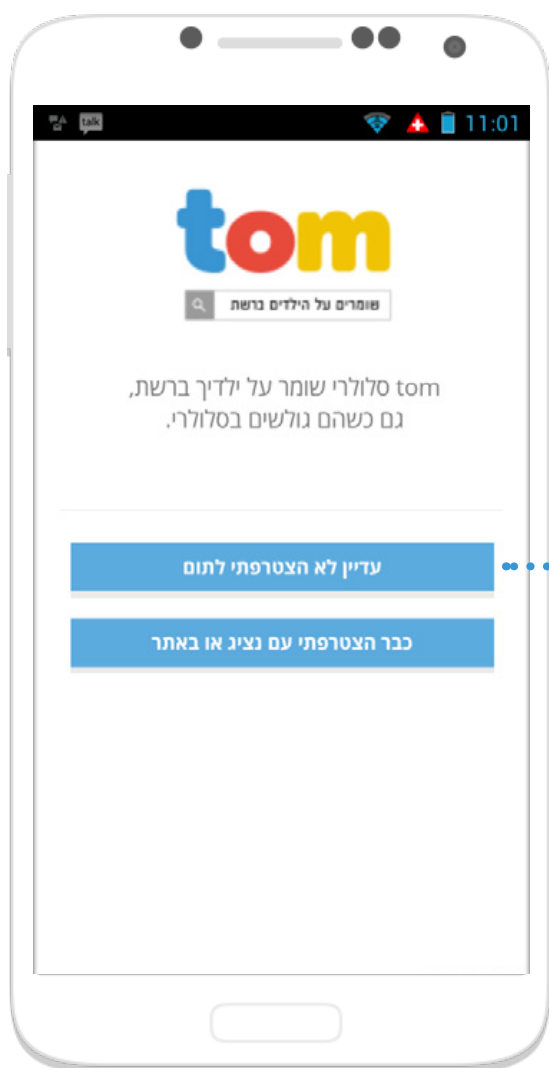 talk
11:01
tom
שומרים על הילדים ברשת
tom סלולרי שומר על ילדיך ברשת,
גם כשהם גולשים בסלולרי.
עדיין לא הצטרפתי לתום
כבר הצטרפתי עם נציג או באתר